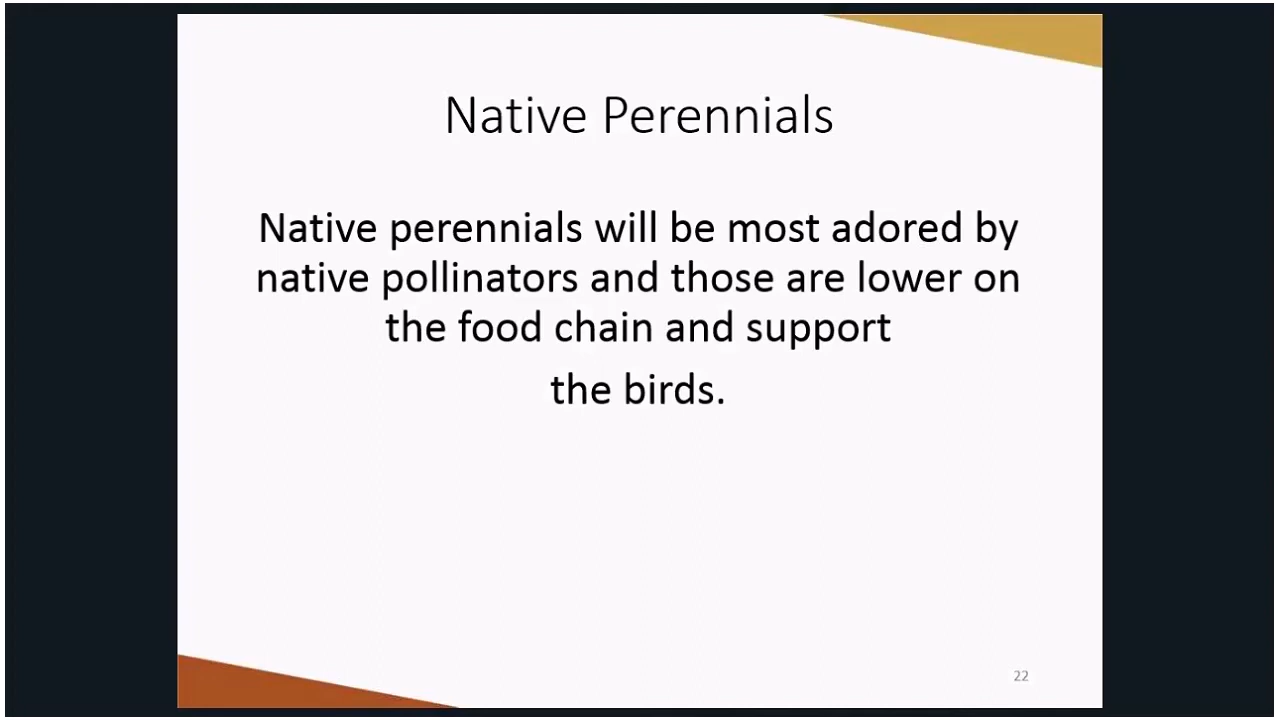 Native Perennials
Native perennials will be most adored by
native pollinators and those are lower on
the food chain and support
the birds.
22